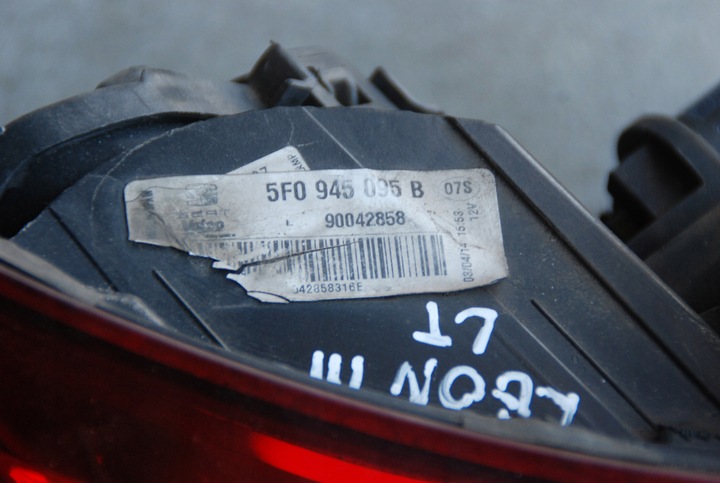 5F0 945 095 B 07S
L 90042858
03/04/14 15:53
12V
042858316E
LT
LEON III